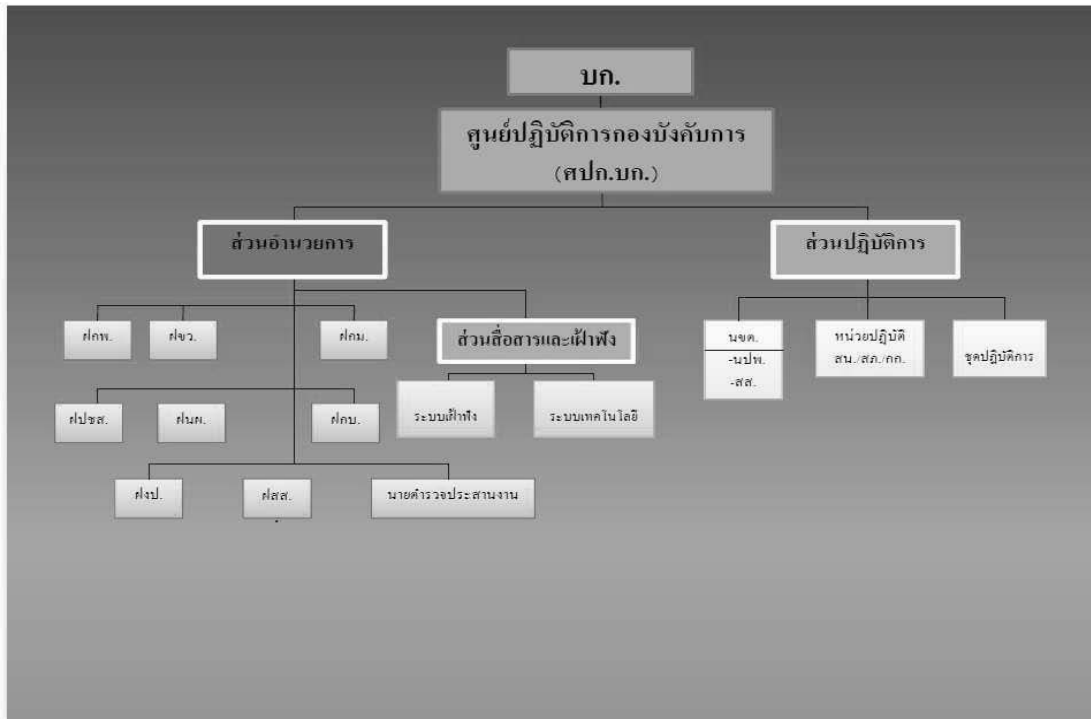 บก.
ศูนย์ปฏิบัติการกองบังคับการ
(ศปก.บก.)
ส่วนอำนวยการ
ส่วนปฏิบัติการ
ฝกพ.
ฝขว.
ฝกม.
ส่วนสื่อสารและเฝ้าฟัง
นขต.
-นปพ.
-สส.
หน่วยปฏิบัติ
สน./สภ./กก.
ชุดปฏิบัติการ
ฝปชส.
ฝนผ.
ฝกบ.
ระบบเฝ้าฟัง
ระบบเทคโนโลยี
ฝงป.
ฝสส.
นายตำรวจประสานงาน